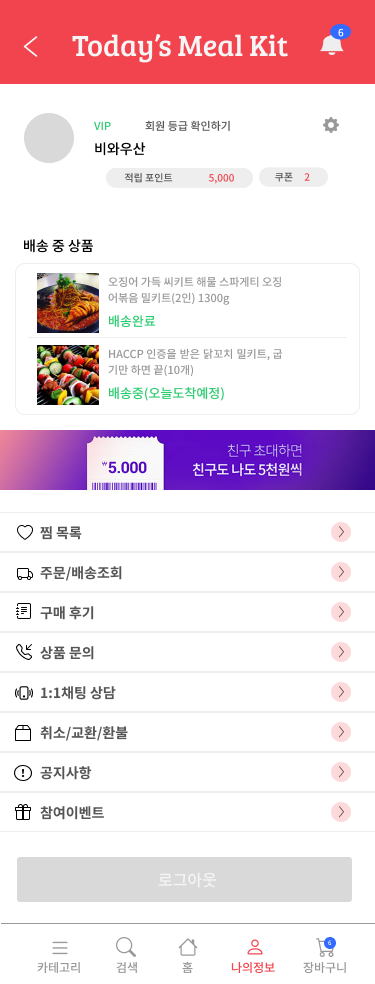 Today's Meal Kit
6
VIP
회원 등급 확인하기
비와우산
적립 포인트 5,000
쿠폰 2
배송 중 상품
오징어 가득 씨키트 해물 스파게티 오징
어볶음 밀키트(2인) 1300g
배송완료
HACCP 인증을 받은 닭꼬치 밀키트, 굽
기만 하면 끝(10개)
배송중(오늘도착예정)
₩5.000
친구 초대하면
친구도 나도 5천원씩
찜 목록
주문/배송조회
구매 후기
상품 문의
1:1채팅 상담
취소/교환/환불
공지사항
참여이벤트
로그아웃
6
카테고리
검색
홈
나의정보
장바구니